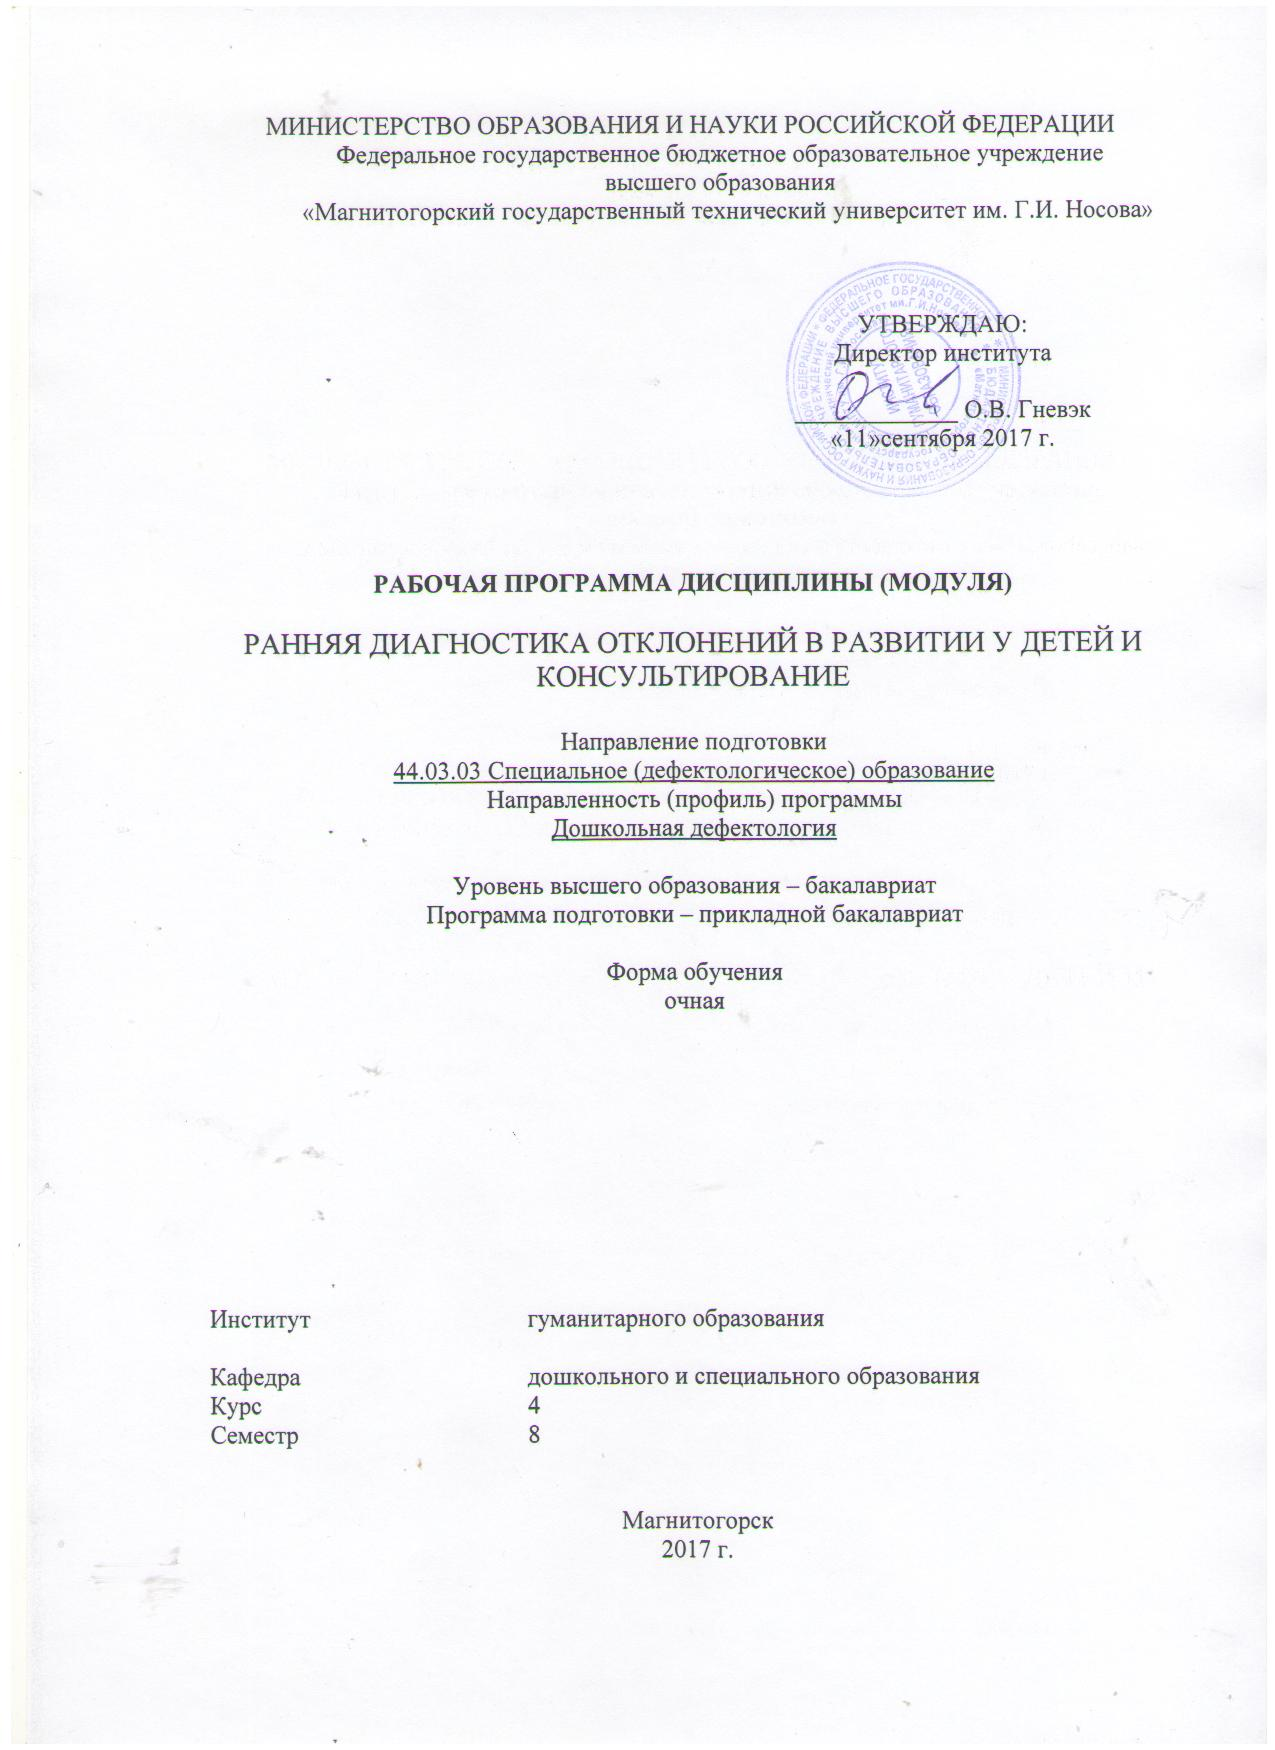 МИНИСТЕРСТВО ОБРАЗОВАНИЯ И НАУКИ РОССИЙСКОЙ ФЕДЕРАЦИИ
Федеральное государственное бюджетное образовательное учреждение
высшего образования
«Магнитогорский государственный технический университет им. Г.И. Носова»
УТВЕРЖДАЮ:
Директор института
О.В. Гневэк
«11»сентября 2017 г.
РАБОЧАЯ ПРОГРАММА ДИСЦИПЛИНЫ (МОДУЛЯ)
РАННЯЯ ДИАГНОСТИКА ОТКЛОНЕНИЙ В РАЗВИТИИ У ДЕТЕЙ И
КОНСУЛЬТИРОВАНИЕ
Направление подготовки
44.03.03 Специальное (дефектологическое) образование
Направленность (профиль) программы
Дошкольная дефектология
Уровень высшего образования – бакалавриат
Программа подготовки – прикладной бакалавриат
Форма обучения
очная
Институт гуманитарного образования
Кафедра дошкольного и специального образования
Курс 4
Семестр 8
Магнитогорск
2017 г.